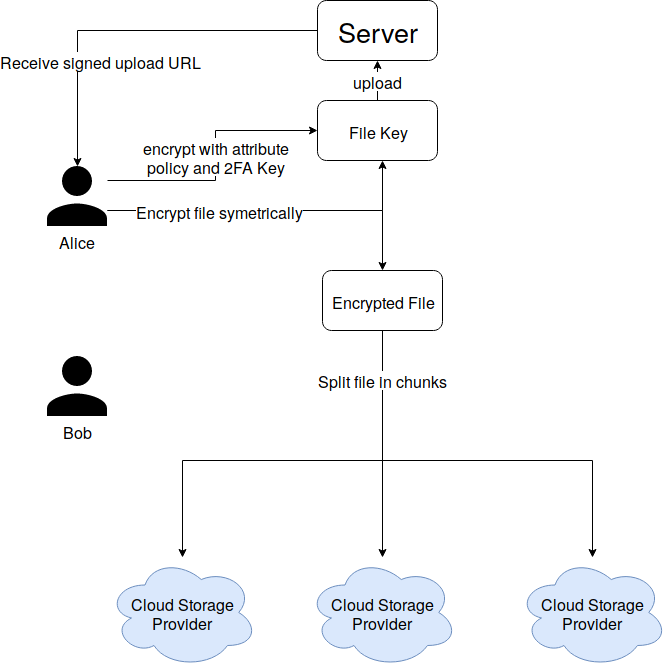 Server
Receive signed upload URL
upload
File Key
encrypt with attribute
policy and 2FA Key
Encrypt file symetrically
Alice
Encrypted File
Split file in chunks
Bob
Cloud Storage
Provider
Cloud Storage
Provider
Cloud Storage
Provider